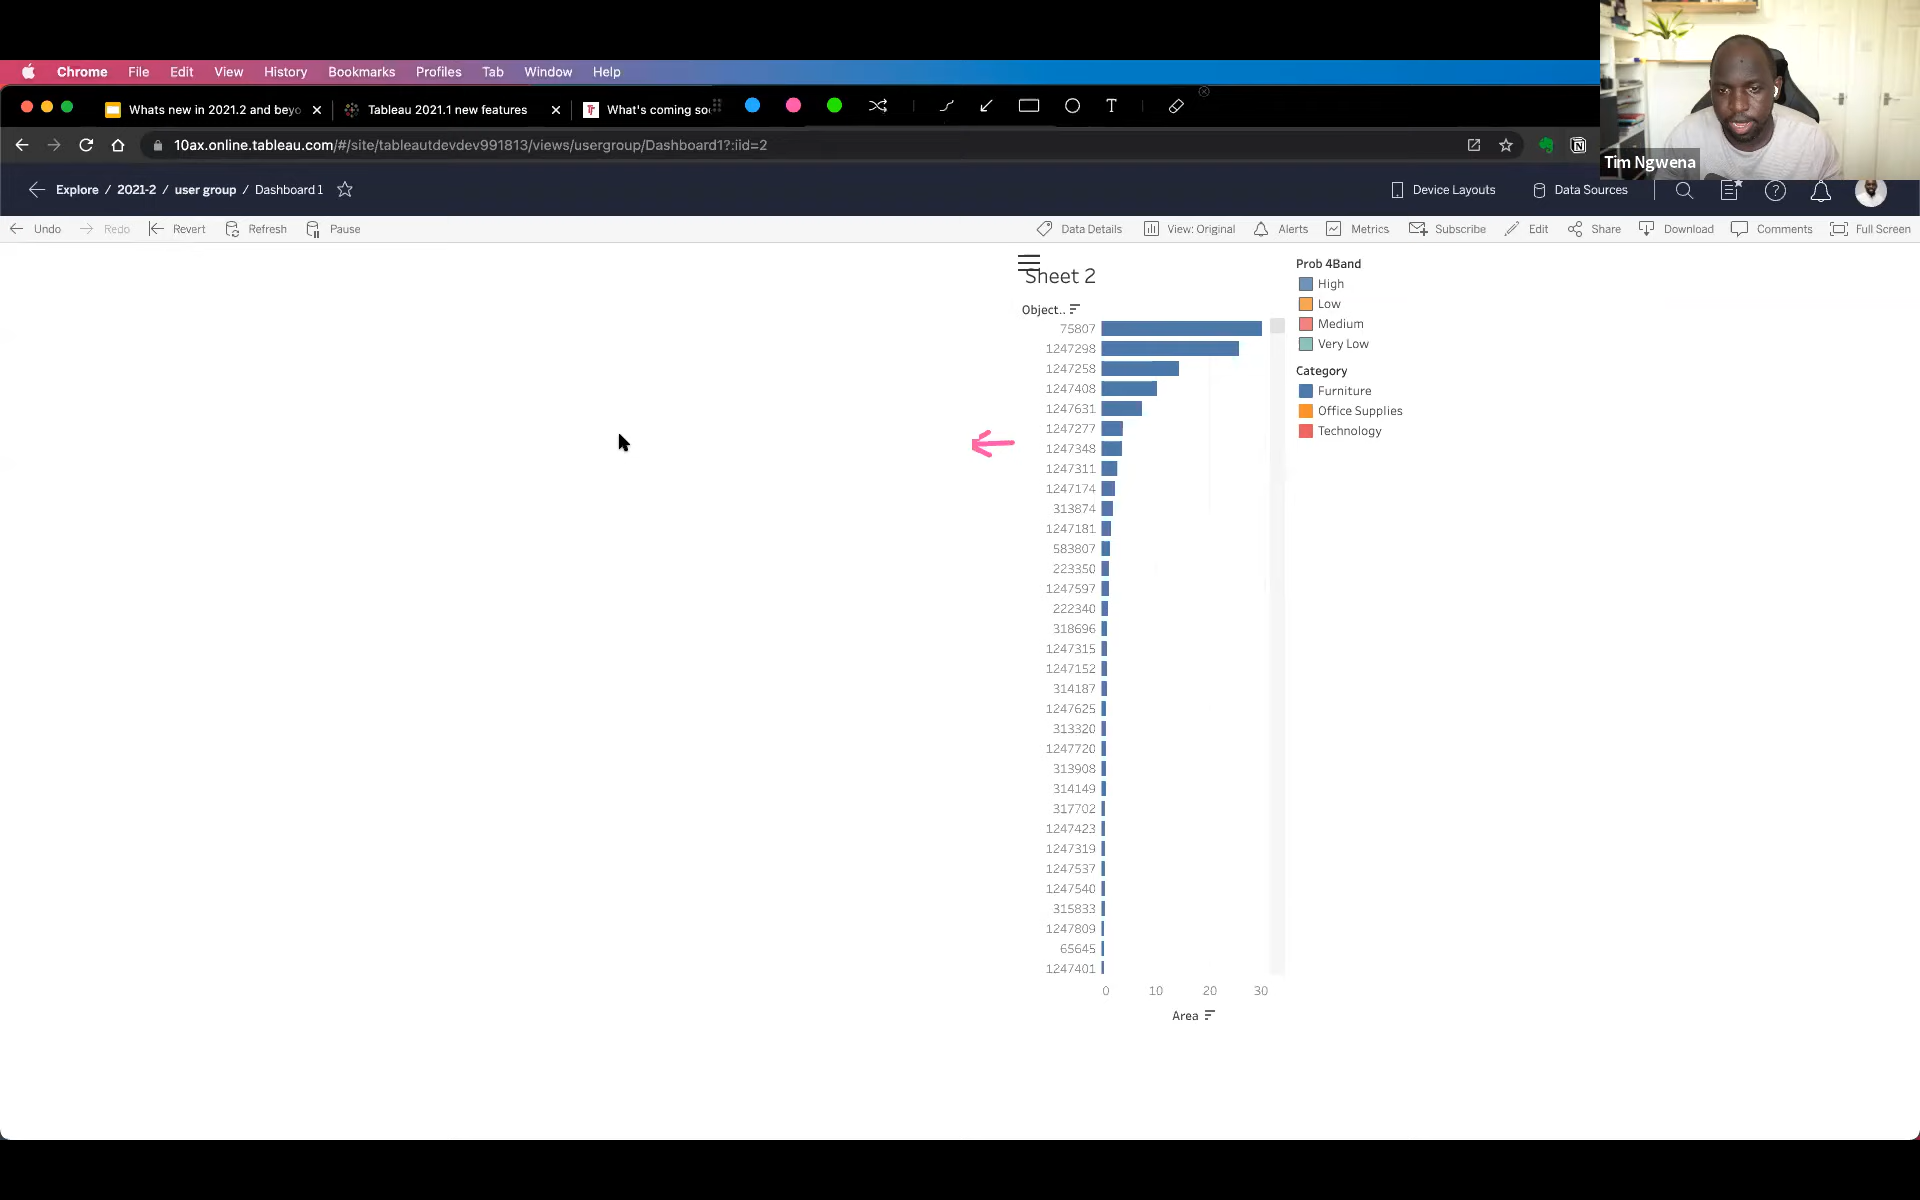 Chrome File Edit View History Bookmarks Profiles Tab Window Help
Whats new in 2021.2 and beyo Tableau 2021.1 new features What's coming so T
10ax.online.tableau.com/#/site/tableautdevdev991813/views/usergroup/Dashboard1?:iid=2
Tim Ngwena
Explore / 2021-2 / user group / Dashboard 1 Device Layouts Data Sources
Undo Redo Revert Refresh Pause Data Details View: Original Alerts Metrics Subscribe Edit Share Download Comments Full Screen
Sheet 2
Object..
75807
1247298
1247258
1247408
1247631
1247277
1247348
1247311
1247174
313874
1247181
583807
223350
1247597
222340
318696
1247315
1247152
314187
1247625
313320
1247720
313908
314149
317702
1247423
1247319
1247537
1247540
315833
1247809
65645
1247401
0 10 20 30
Area
Prob 4Band
High
Low
Medium
Very Low
Category
Furniture
Office Supplies
Technology